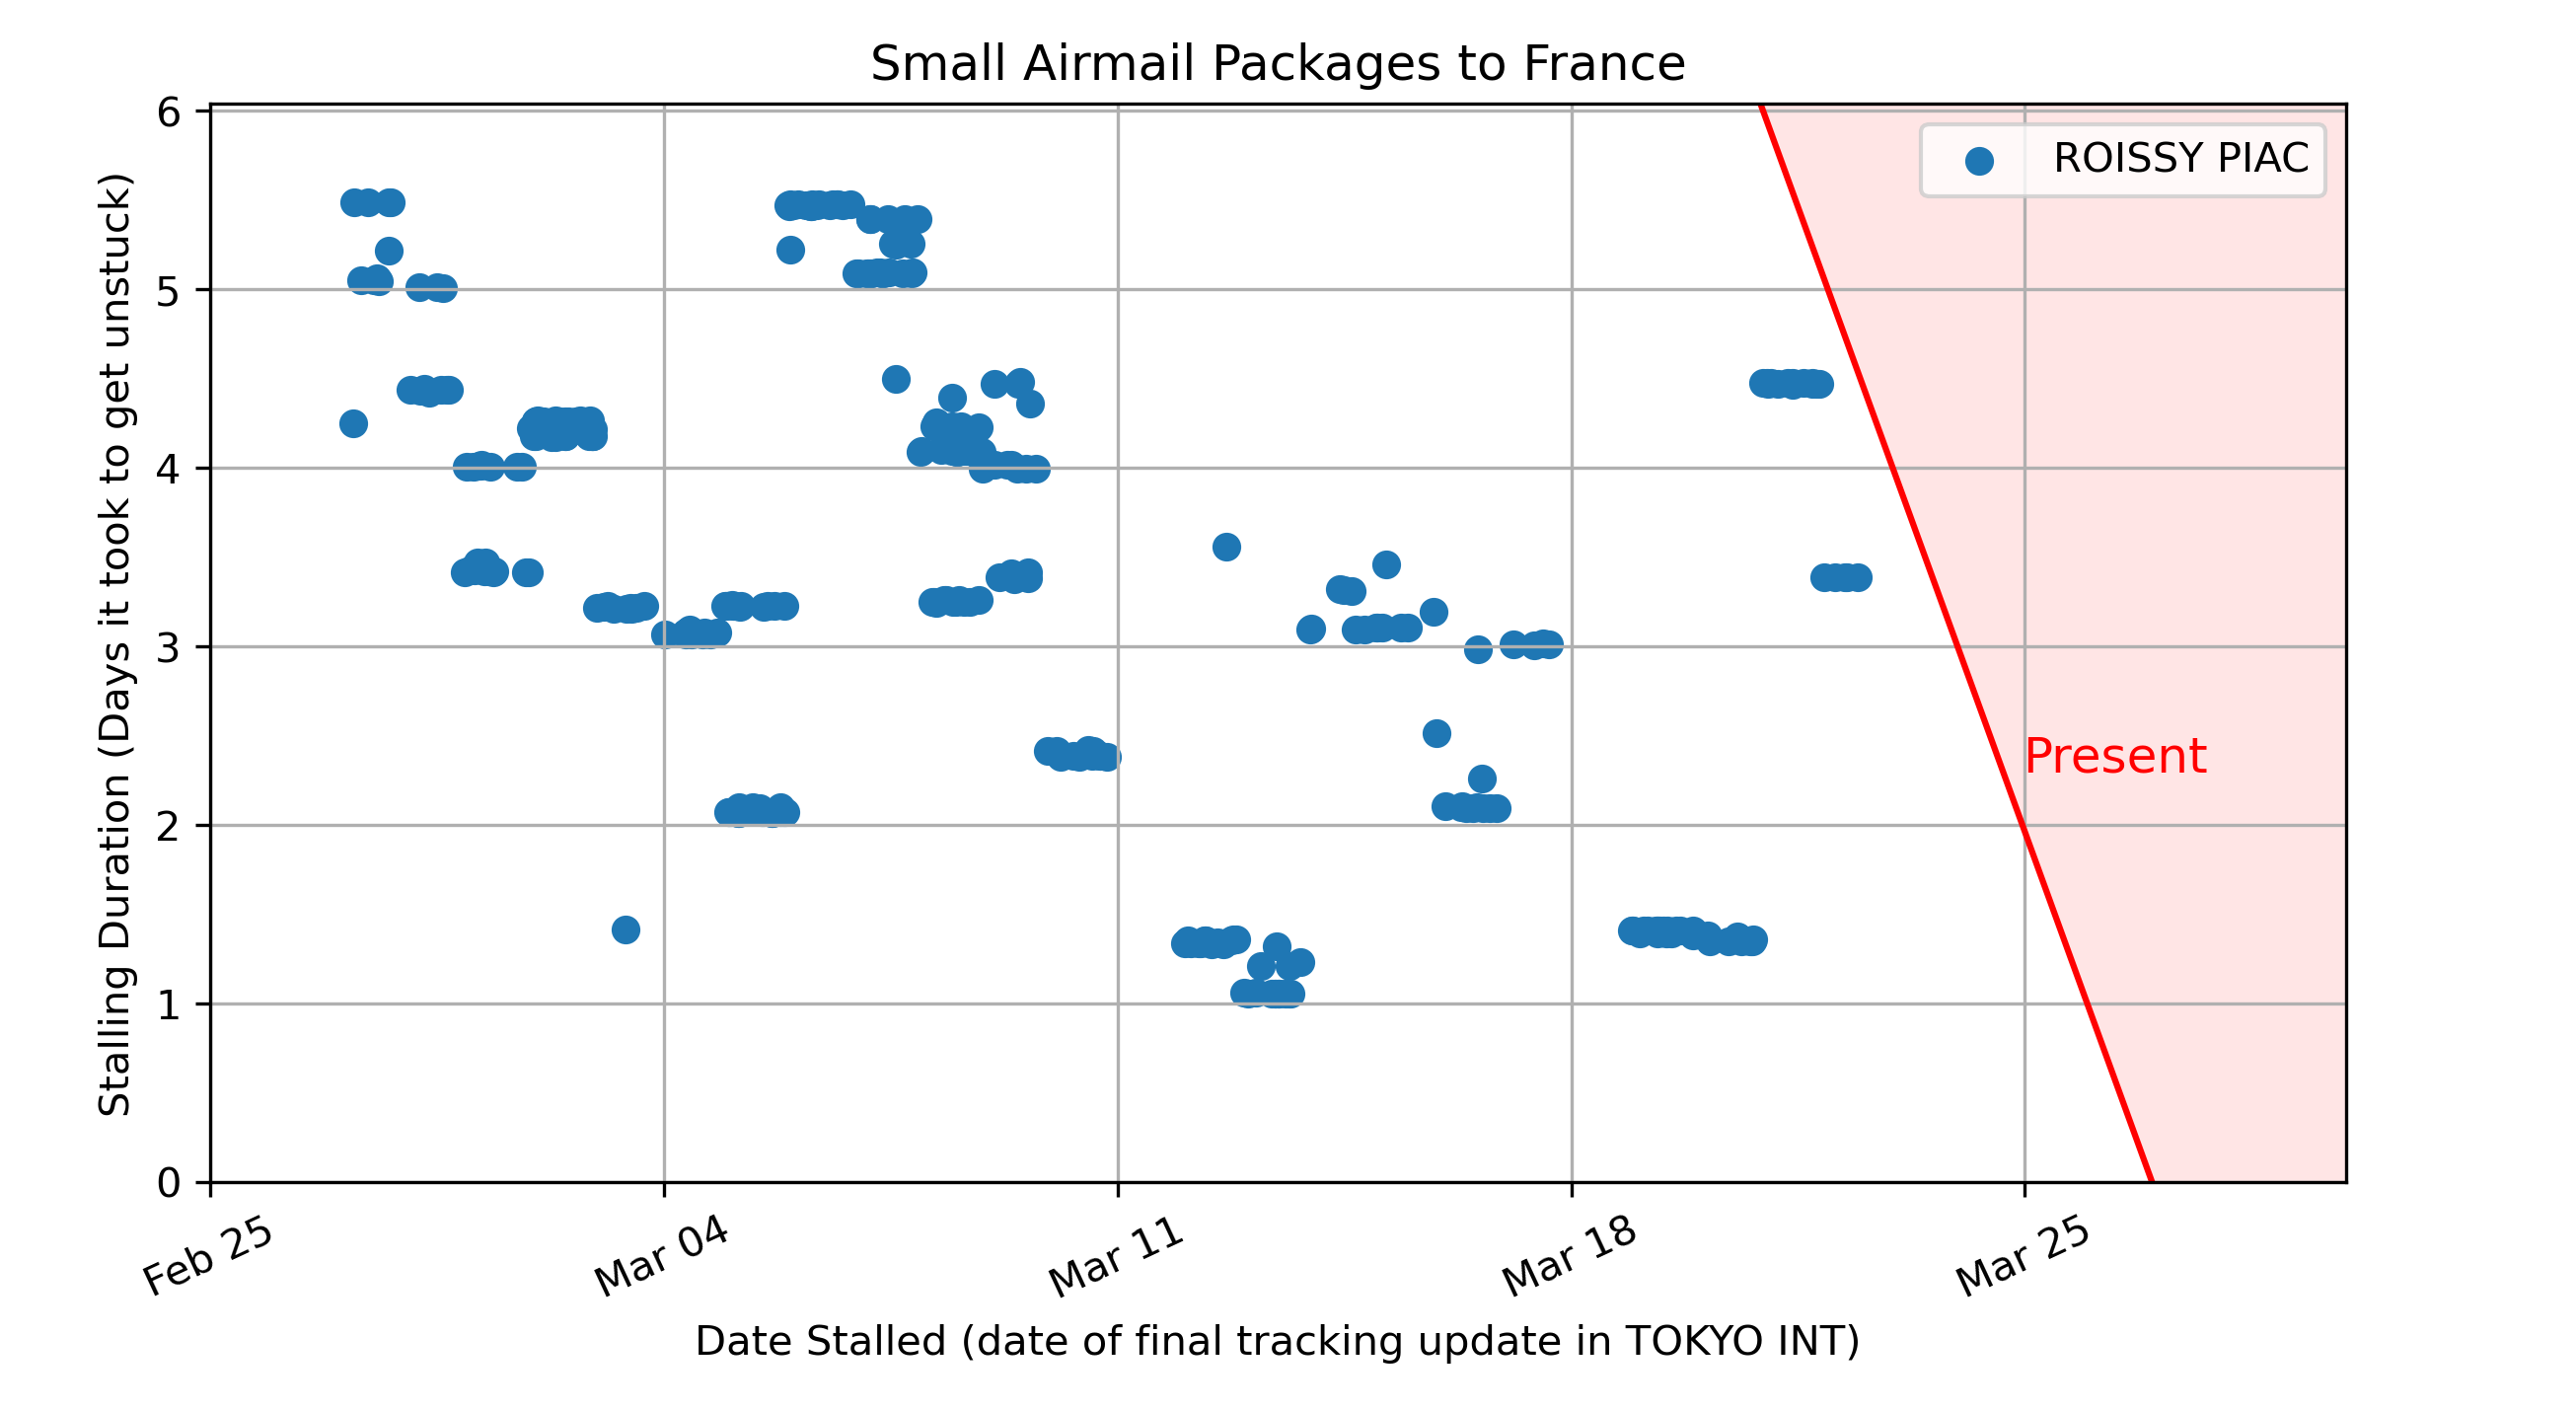 Small Airmail Packages to France
Stalling Duration (Days it took to get unstuck)
6
5
4
3
2
1
0
ROISSY PIAC
Present
Feb 25
Mar 04
Mar 11
Mar 18
Mar 25
Date Stalled (date of final tracking update in TOKYO INT)